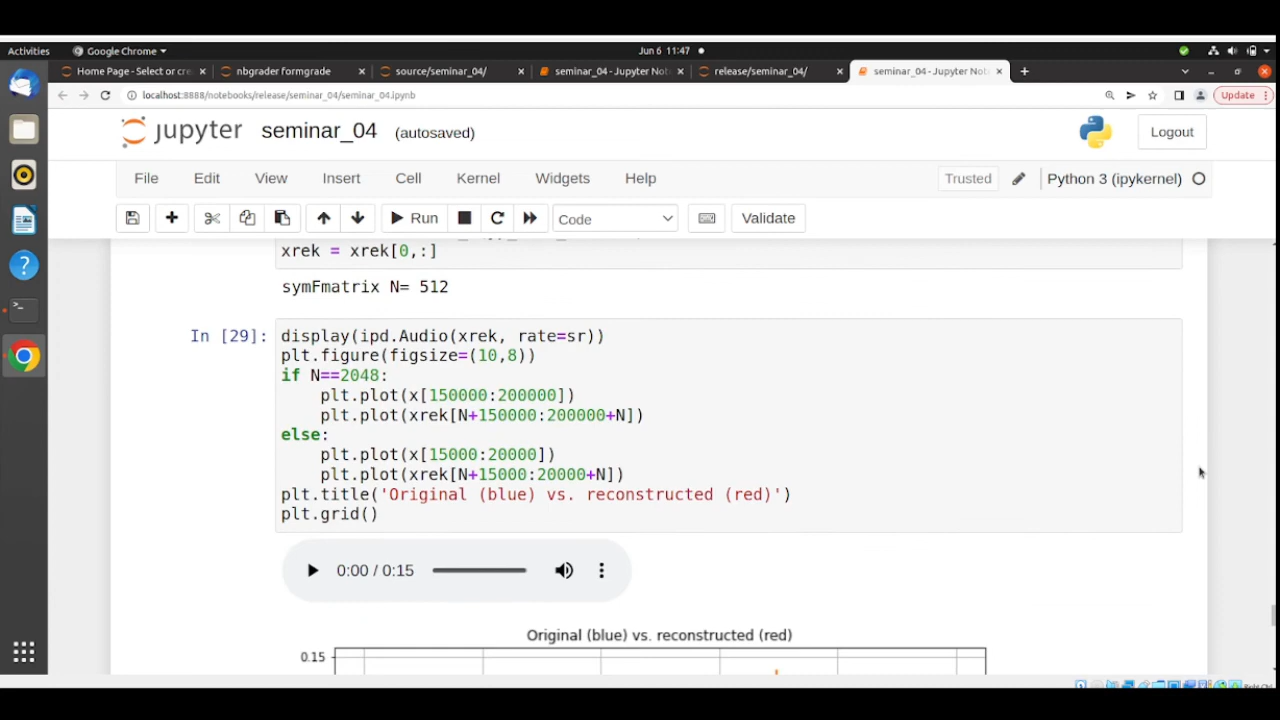 Activities
Google Chrome
Jun 6 11:47
Home Page - Select or cre
nbgrader formgrade
source/seminar_04/
seminar_04 - Jupyter Not
release/seminar_04/
seminar_04 - Jupyter Not
localhost:8888/notebooks/release/seminar_04/seminar_04.ipynb
Update
jupyter seminar_04 (autosaved)
Logout
File Edit View Insert Cell Kernel Widgets Help
Trusted
Python 3 (ipykernel)
Run
Code
Validate
xrek = xrek[0,:]
symFmatrix N= 512
In [29]:
display(ipd.Audio(xrek, rate=sr))
plt.figure(figsize=(10,8))
if N==2048:
    plt.plot(x[150000:200000])
    plt.plot(xrek[N+150000:200000+N])
else:
    plt.plot(x[15000:20000])
    plt.plot(xrek[N+15000:20000+N])
plt.title('Original (blue) vs. reconstructed (red)')
plt.grid()
0:00 / 0:15
Original (blue) vs. reconstructed (red)
0.15